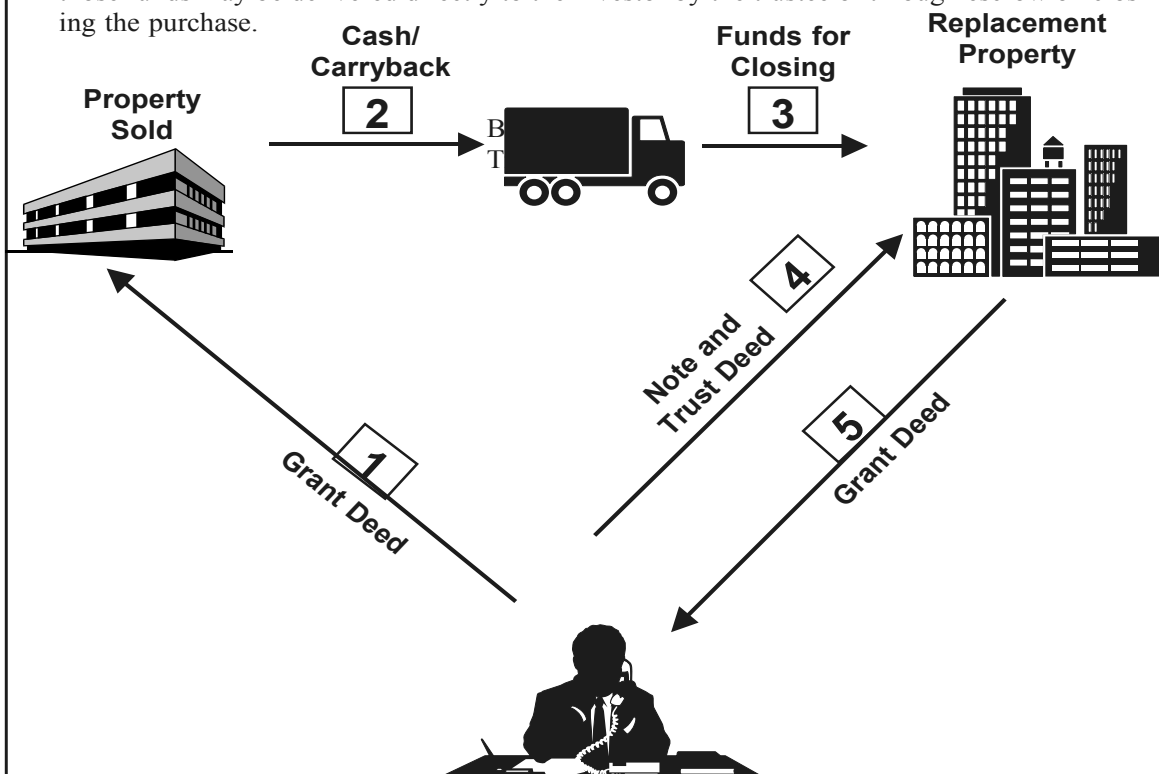 ing the purchase.
Cash/
Carryback
2
Funds for
Closing
3
Replacement
Property
Property
Sold
B
T
4
Note and
Trust Deed
5
Grant Deed
1
Grant Deed